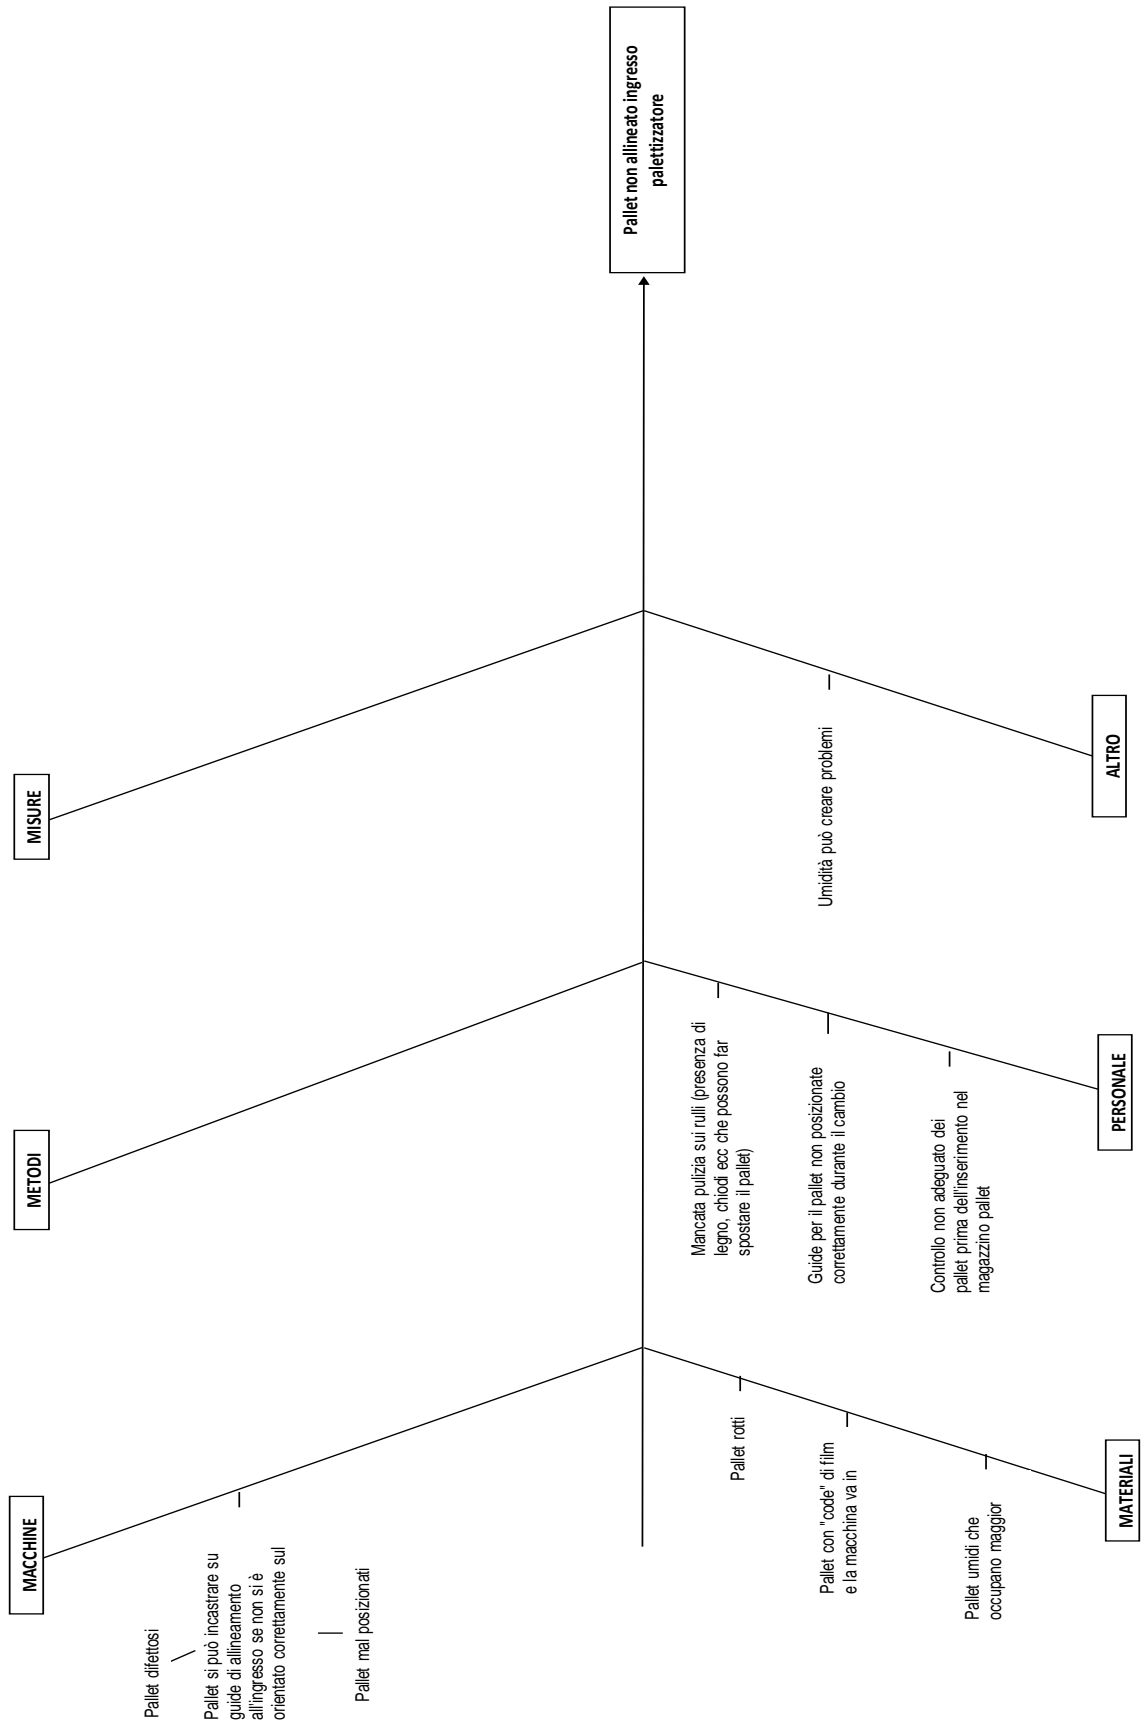 MACCHINE
METODI
MISURE
Pallet difettosi
Pallet si può incastrare su
guide di allineamento
all'ingresso se non si è
orientato correttamente sul
Pallet mal posizionati
Pallet non allineato ingresso
palettizzatore
Pallet rotti
Pallet con "code" di film
e la macchina va in
Pallet umidi che
occupano maggior
Mancata pulizia sui rulli (presenza di
legno, chiodi ecc che possono far
spostare il pallet)
Guide per il pallet non posizionate
correttamente durante il cambio
Controllo non adeguato dei
pallet prima dell'inserimento nel
magazzino pallet
Umidità può creare problemi
MATERIALI
PERSONALE
ALTRO